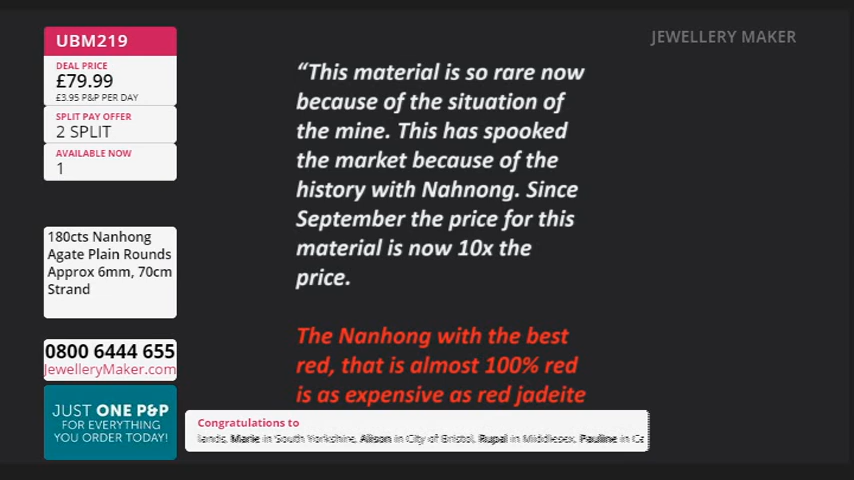 UBM219
DEAL PRICE
£79.99
£3.95 P&P PER DAY
SPLIT PAY OFFER
2 SPLIT
AVAILABLE NOW
1
180cts Nanhong
Agate Plain Rounds
Approx 6mm, 70cm
Strand
0800 6444 655
JewelleryMaker.com
JUST ONE P&P
FOR EVERYTHING
YOU ORDER TODAY!
JEWELLERY MAKER
“This material is so rare now
because of the situation of
the mine. This has spooked
the market because of the
history with Nahnong. Since
September the price for this
material is now 10x the
price.
The Nanhong with the best
red, that is almost 100% red
is as expensive as red jadeite
Congratulations to
lands, Marie in South Yorkshire, Alison in City of Bristol, Rupal in Middlesex, Pauline in